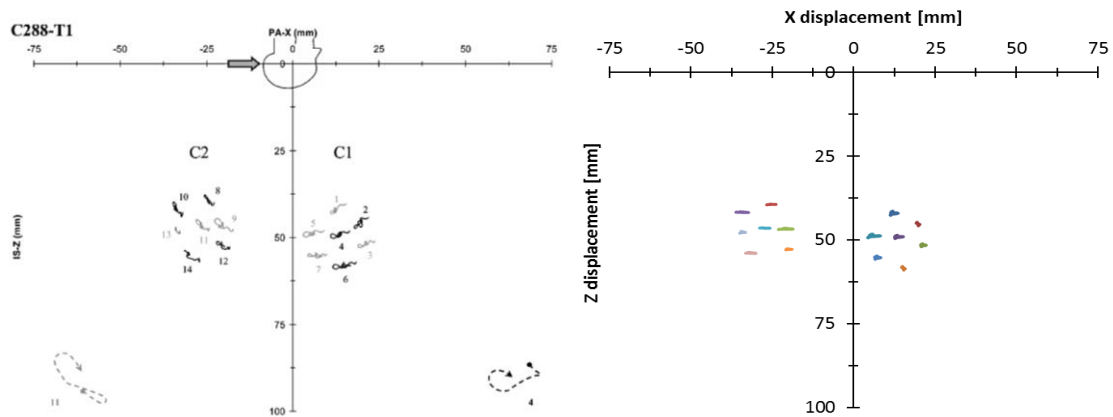 C288-T1
PA-X (mm)
-75 -50 -25 0 25 50 75
0
C2 C1
25
10 8 1 2
50
13 11 9 5 4 3
14 12 7 6
IS-Z (mm)
75
11 4
100
X displacement [mm]
-75 -50 -25 0 25 50 75
0
25
Z displacement [mm]
50
75
100